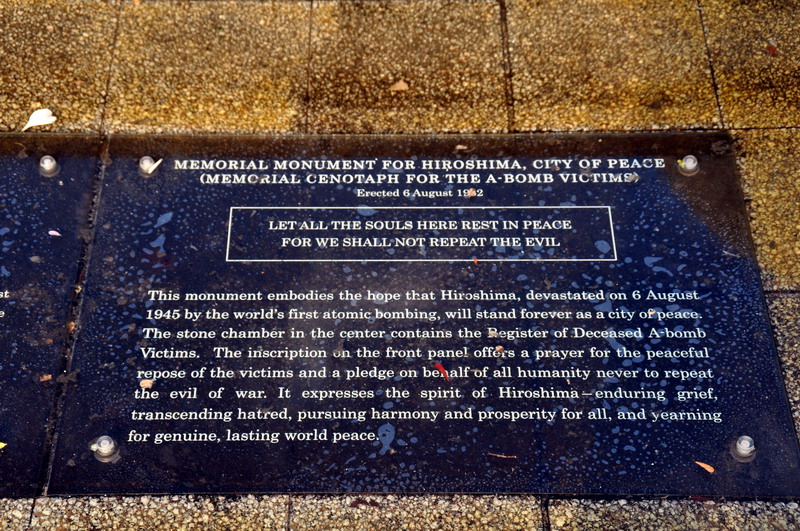 MEMORIAL MONUMENT FOR HIROSHIMA, CITY OF PEACE
(MEMORIAL CENOTAPH FOR THE A-BOMB VICTIMS)
Erected 6 August 1952
LET ALL THE SOULS HERE REST IN PEACE
FOR WE SHALL NOT REPEAT THE EVIL
This monument embodies the hope that Hiroshima, devastated on 6 August
1945 by the world's first atomic bombing, will stand forever as a city of peace.
The stone chamber in the center contains the Register of Deceased A-bomb
Victims. The inscription on the front panel offers a prayer for the peaceful
repose of the victims and a pledge on behalf of all humanity never to repeat
the evil of war. It expresses the spirit of Hiroshima—enduring grief,
transcending hatred, pursuing harmony and prosperity for all, and yearning
for genuine, lasting world peace.